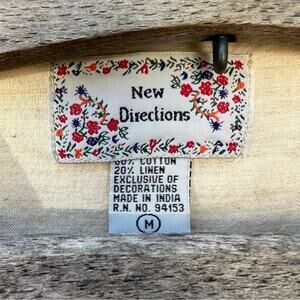 New
Directions
80% COTTON
20% LINEN
EXCLUSIVE OF
DECORATIONS
MADE IN INDIA
R.N. NO. 94153
M